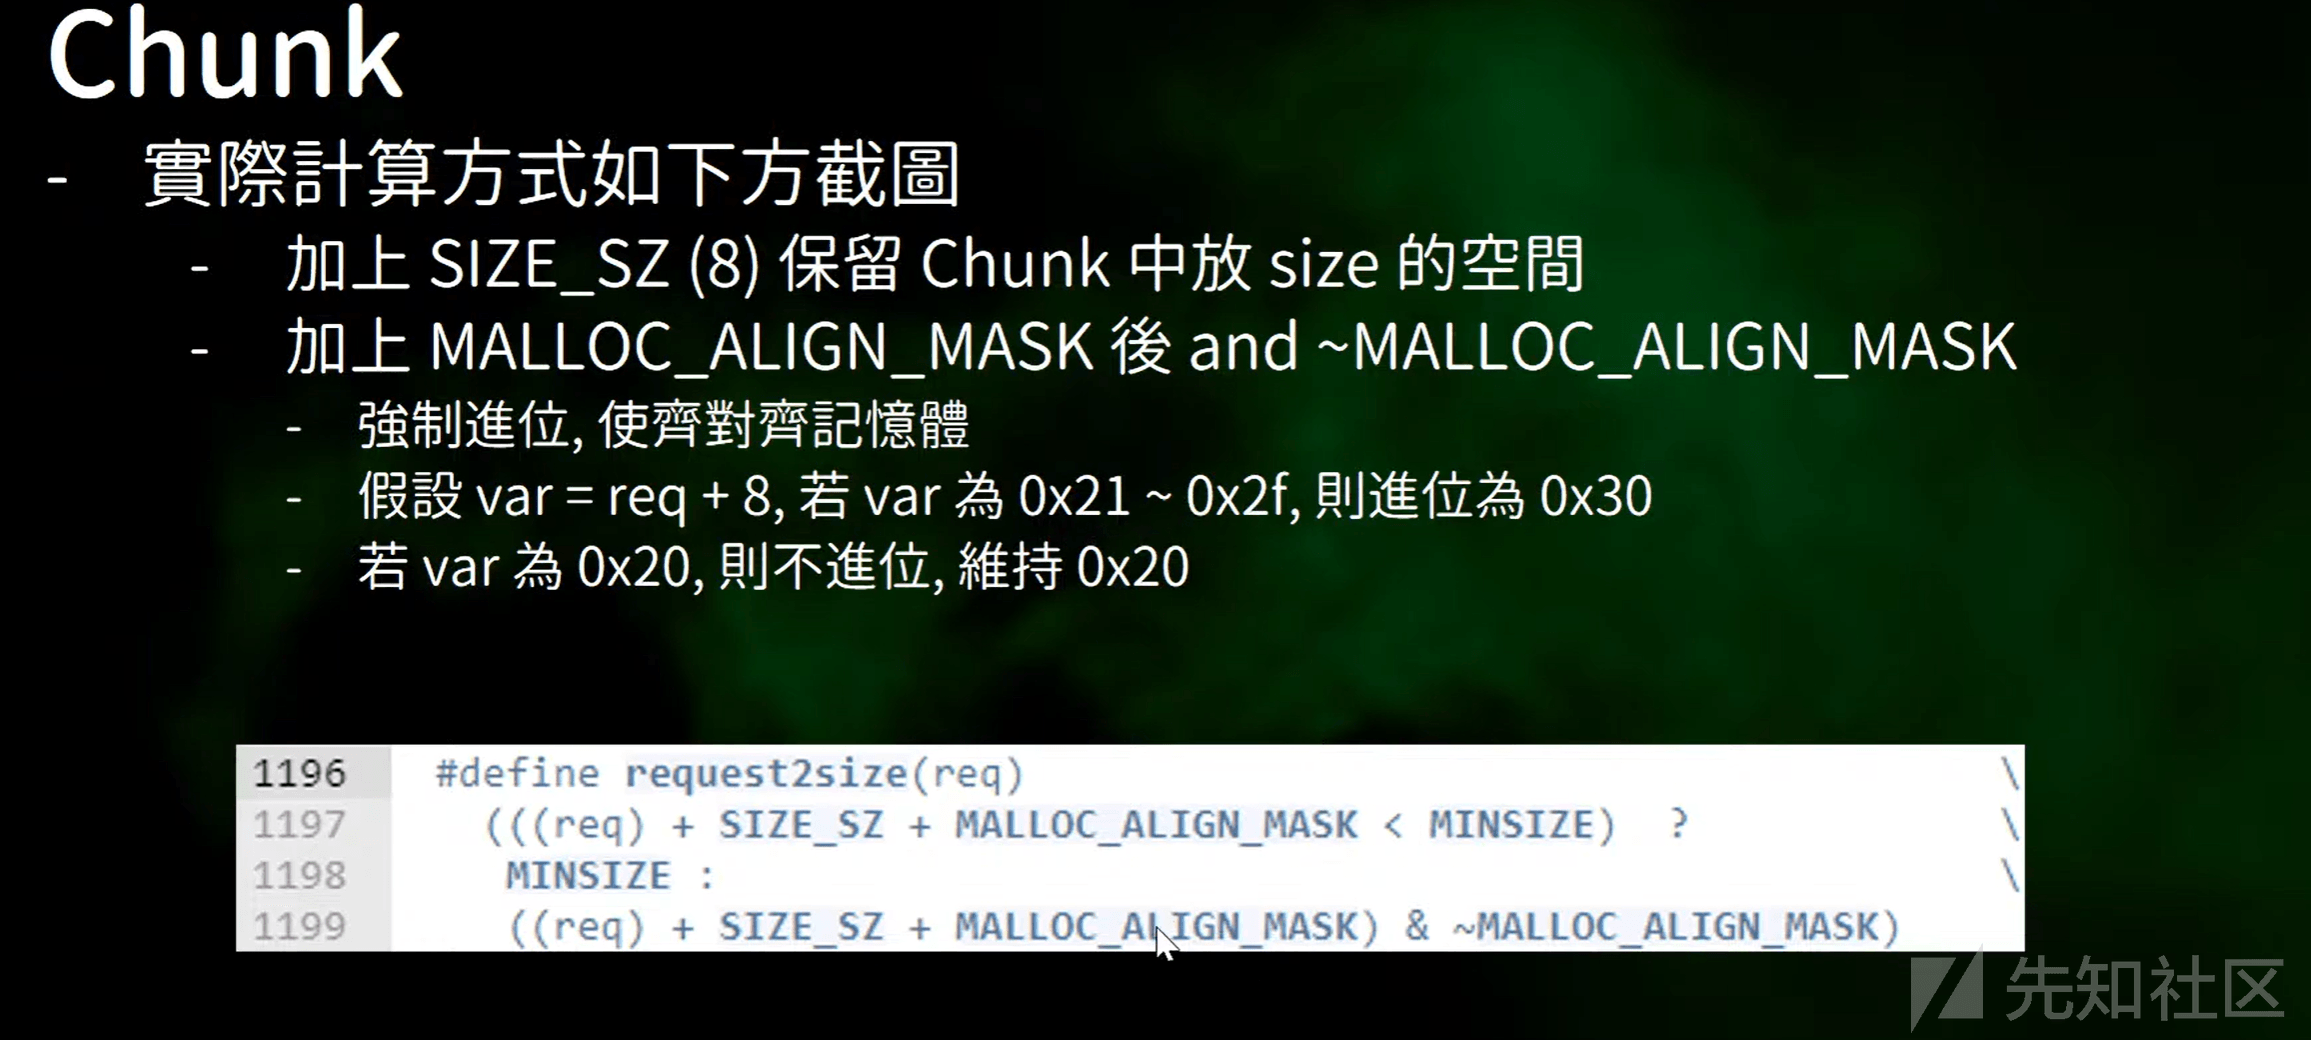 Chunk
- 實際計算方式如下方截圖
- 加上 SIZE_SZ (8) 保留 Chunk 中放 size 的空間
- 加上 MALLOC_ALIGN_MASK 後 and ~MALLOC_ALIGN_MASK
- 強制進位, 使齊對齊記憶體
- 假設 var = req + 8, 若 var 為 0x21 ~ 0x2f, 則進位為 0x30
- 若 var 為 0x20, 則不進位, 維持 0x20
1196 #define request2size(req) \
1197 (((req) + SIZE_SZ + MALLOC_ALIGN_MASK < MINSIZE) ? \
1198 MINSIZE : \
1199 ((req) + SIZE_SZ + MALLOC_ALIGN_MASK) & ~MALLOC_ALIGN_MASK)
先知社区